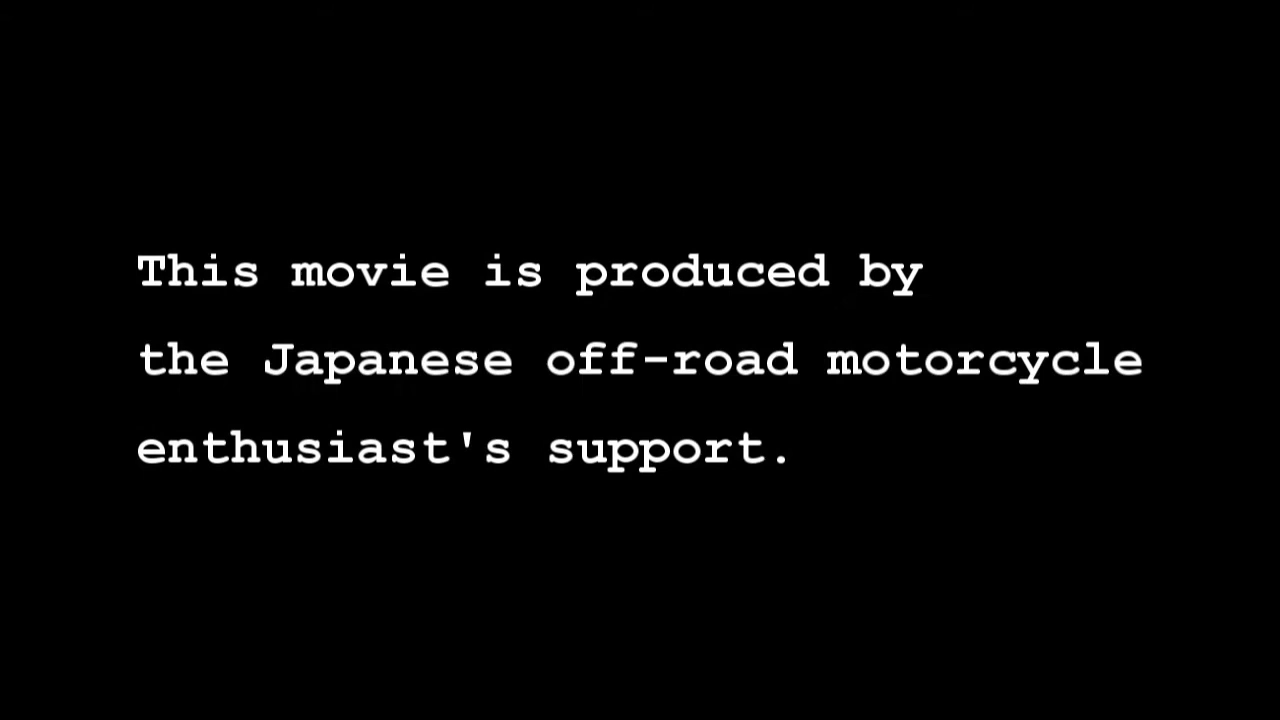 This movie is produced by
the Japanese off-road motorcycle
enthusiast's support.